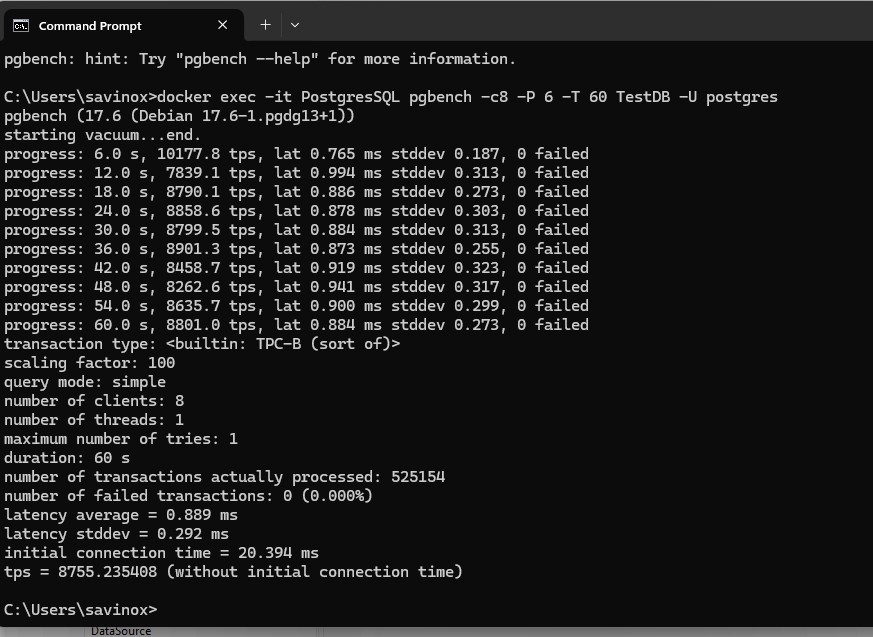 Command Prompt
pgbench: hint: Try "pgbench --help" for more information.
C:\Users\savinox>docker exec -it PostgresSQL pgbench -c8 -P 6 -T 60 TestDB -U postgres
pgbench (17.6 (Debian 17.6-1.pgdg13+1))
starting vacuum...end.
progress: 6.0 s, 10177.8 tps, lat 0.765 ms stddev 0.187, 0 failed
progress: 12.0 s, 7839.1 tps, lat 0.994 ms stddev 0.313, 0 failed
progress: 18.0 s, 8790.1 tps, lat 0.886 ms stddev 0.273, 0 failed
progress: 24.0 s, 8858.6 tps, lat 0.878 ms stddev 0.303, 0 failed
progress: 30.0 s, 8799.5 tps, lat 0.884 ms stddev 0.313, 0 failed
progress: 36.0 s, 8901.3 tps, lat 0.873 ms stddev 0.255, 0 failed
progress: 42.0 s, 8458.7 tps, lat 0.919 ms stddev 0.323, 0 failed
progress: 48.0 s, 8262.6 tps, lat 0.941 ms stddev 0.317, 0 failed
progress: 54.0 s, 8635.7 tps, lat 0.900 ms stddev 0.299, 0 failed
progress: 60.0 s, 8801.0 tps, lat 0.884 ms stddev 0.273, 0 failed
transaction type: <builtin: TPC-B (sort of)>
scaling factor: 100
query mode: simple
number of clients: 8
number of threads: 1
maximum number of tries: 1
duration: 60 s
number of transactions actually processed: 525154
number of failed transactions: 0 (0.000%)
latency average = 0.889 ms
latency stddev = 0.292 ms
initial connection time = 20.394 ms
tps = 8755.235408 (without initial connection time)
C:\Users\savinox>
DataSource